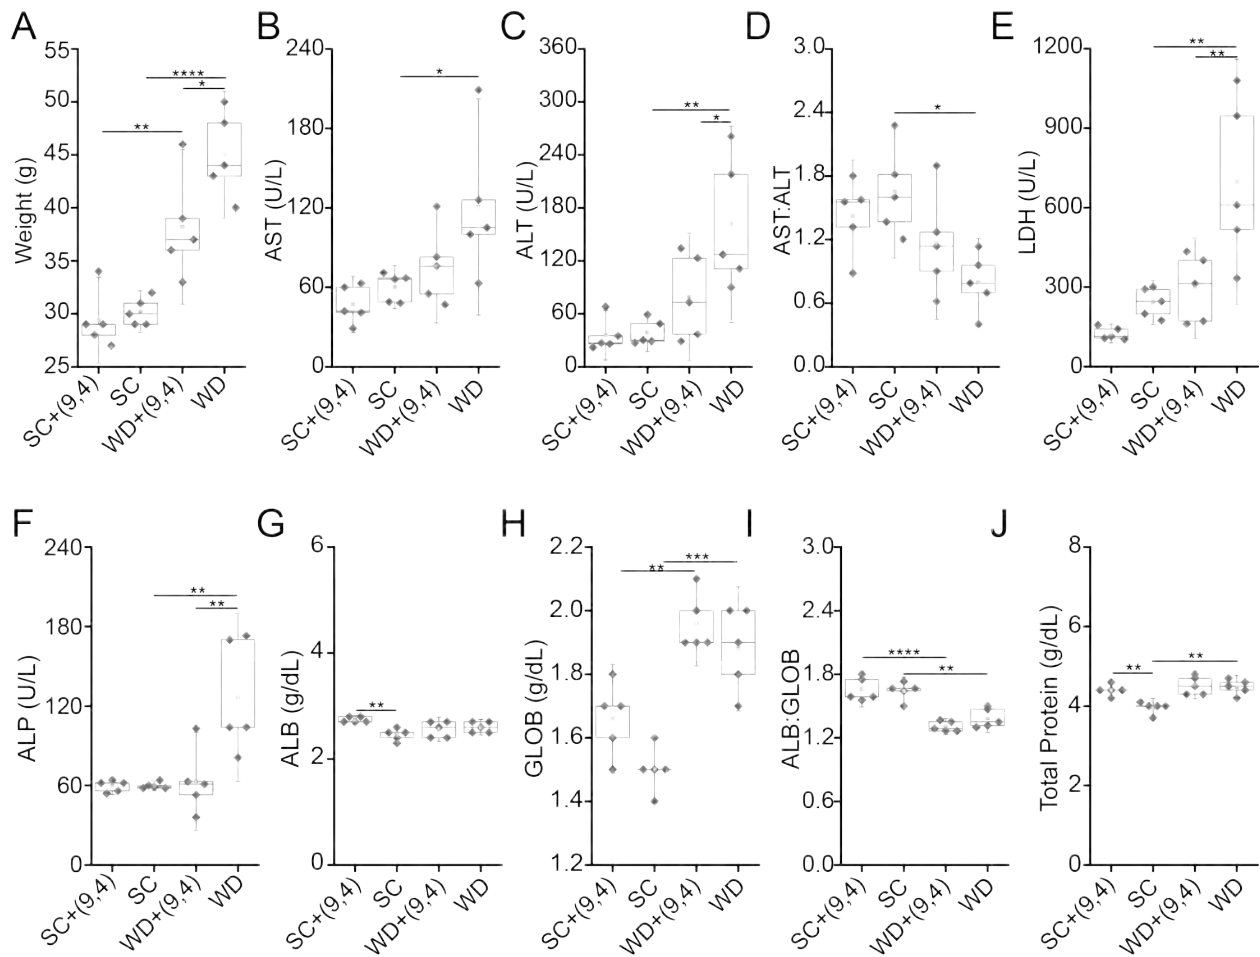 A
Weight (g)
55
50
45
40
35
30
25
****
*
**
SC+(9,4)
SC
WD+(9,4)
WD
B
AST (U/L)
240
180
120
60
0
*
SC+(9,4)
SC
WD+(9,4)
WD
C
ALT (U/L)
360
300
240
180
120
60
0
**
*
SC+(9,4)
SC
WD+(9,4)
WD
D
AST:ALT
3.0
2.4
1.8
1.2
0.6
0.0
*
SC+(9,4)
SC
WD+(9,4)
WD
E
LDH (U/L)
1200
900
600
300
0
**
**
SC+(9,4)
SC
WD+(9,4)
WD
F
ALP (U/L)
240
180
120
60
0
**
**
SC+(9,4)
SC
WD+(9,4)
WD
G
ALB (g/dL)
6
4
2
0
**
SC+(9,4)
SC
WD+(9,4)
WD
H
GLOB (g/dL)
2.2
2.0
1.8
1.6
1.4
1.2
***
**
SC+(9,4)
SC
WD+(9,4)
WD
I
ALB:GLOB
3.0
2.4
1.8
1.2
0.6
0.0
****
**
SC+(9,4)
SC
WD+(9,4)
WD
J
Total Protein (g/dL)
8
6
4
2
0
**
**
SC+(9,4)
SC
WD+(9,4)
WD